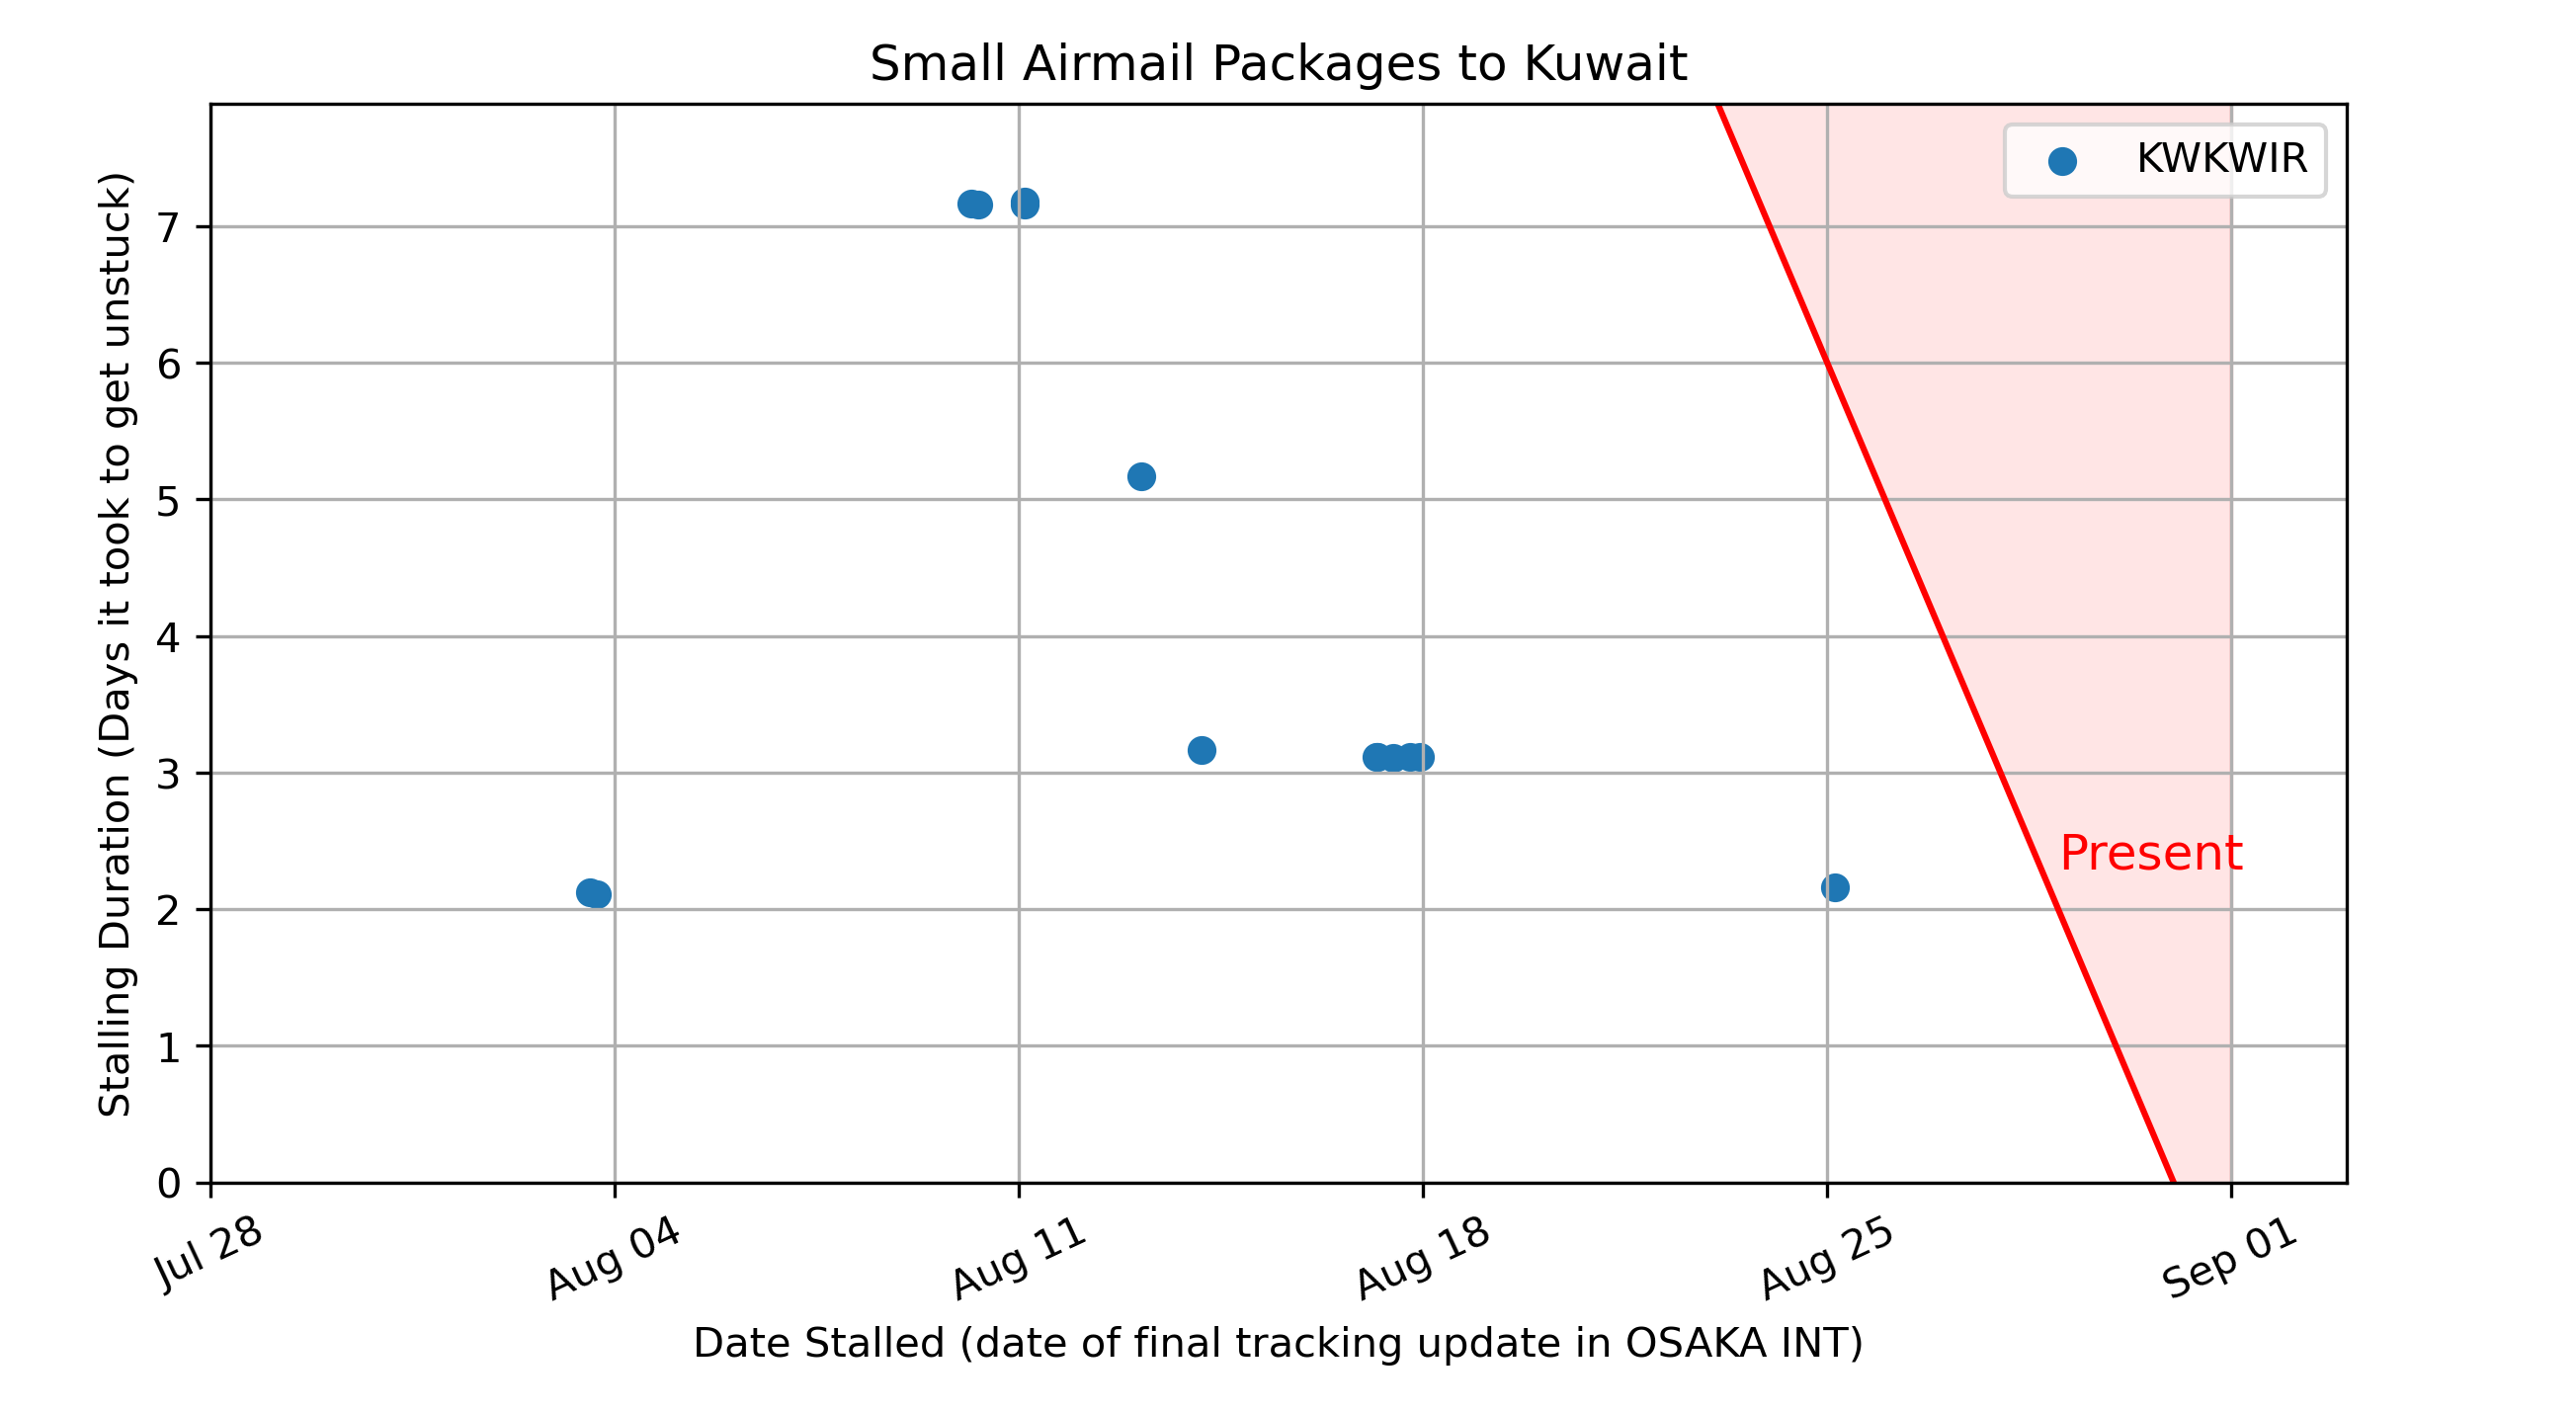 Small Airmail Packages to Kuwait
KWKWIR
Stalling Duration (Days it took to get unstuck)
7
6
5
4
3
2
1
0
Present
Jul 28
Aug 04
Aug 11
Aug 18
Aug 25
Sep 01
Date Stalled (date of final tracking update in OSAKA INT)